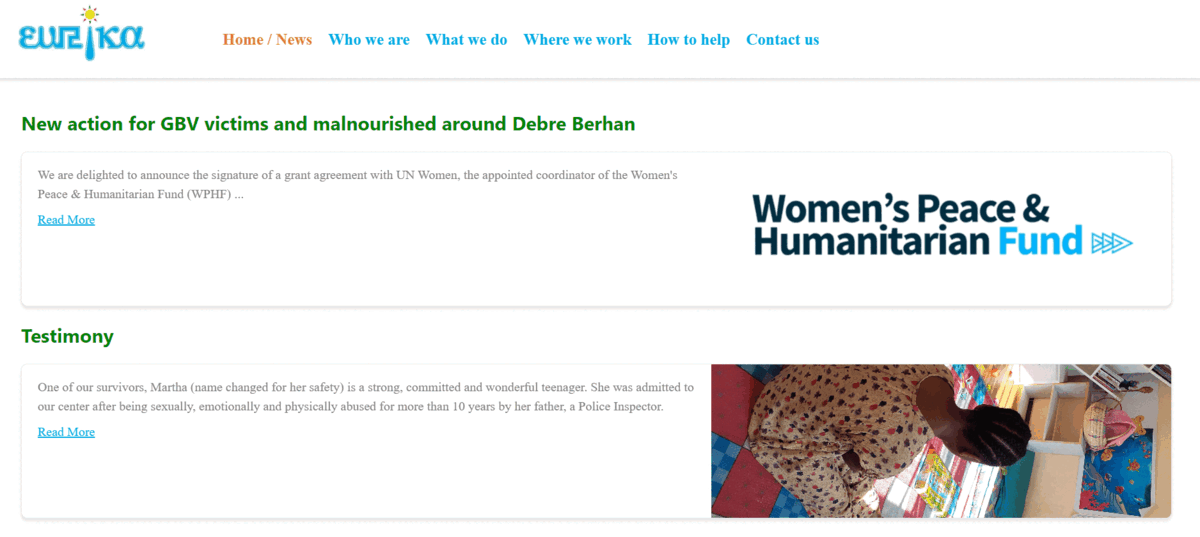 ευρικα
Home / News Who we are What we do Where we work How to help Contact us
New action for GBV victims and malnourished around Debre Berhan
We are delighted to announce the signature of a grant agreement with UN Women, the appointed coordinator of the Women's
Peace & Humanitarian Fund (WPHF) ...
Read More
Women's Peace &
Humanitarian Fund
Testimony
One of our survivors, Martha (name changed for her safety) is a strong, committed and wonderful teenager. She was admitted to
our center after being sexually, emotionally and physically abused for more than 10 years by her father, a Police Inspector.
Read More